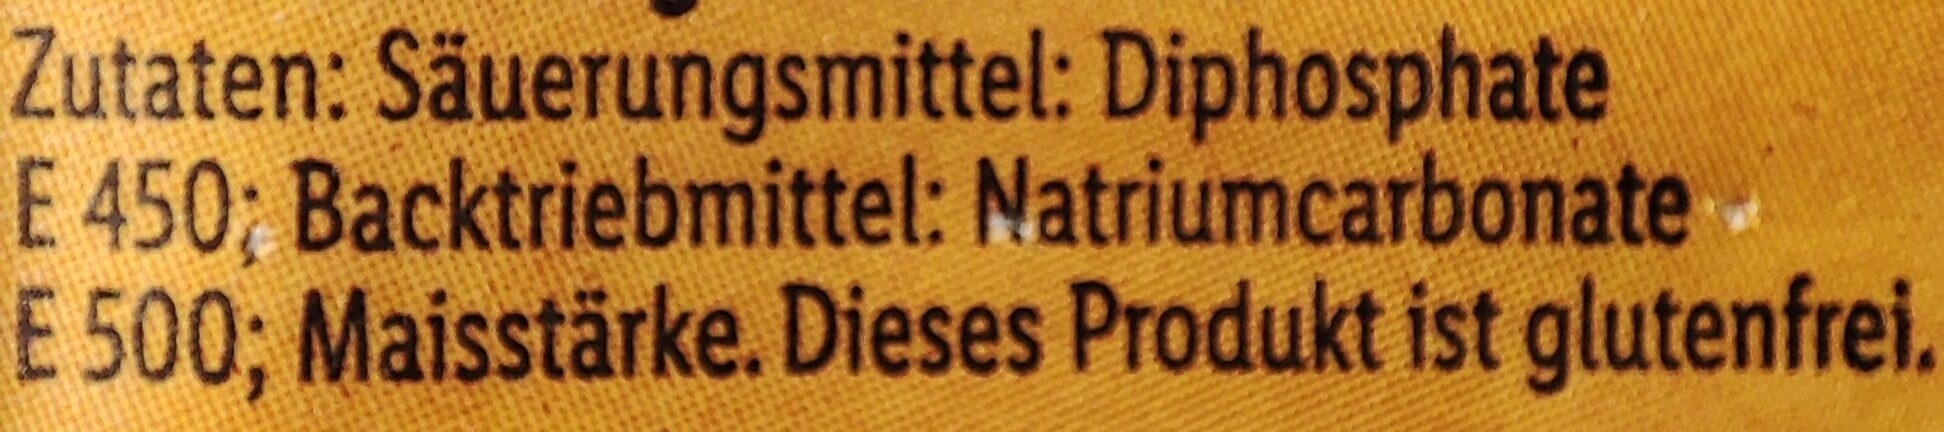 Zutaten: Säuerungsmittel: Diphosphate
E 450; Backtriebmittel: Natriumcarbonate
E 500; Maisstärke. Dieses Produkt ist glutenfrei.